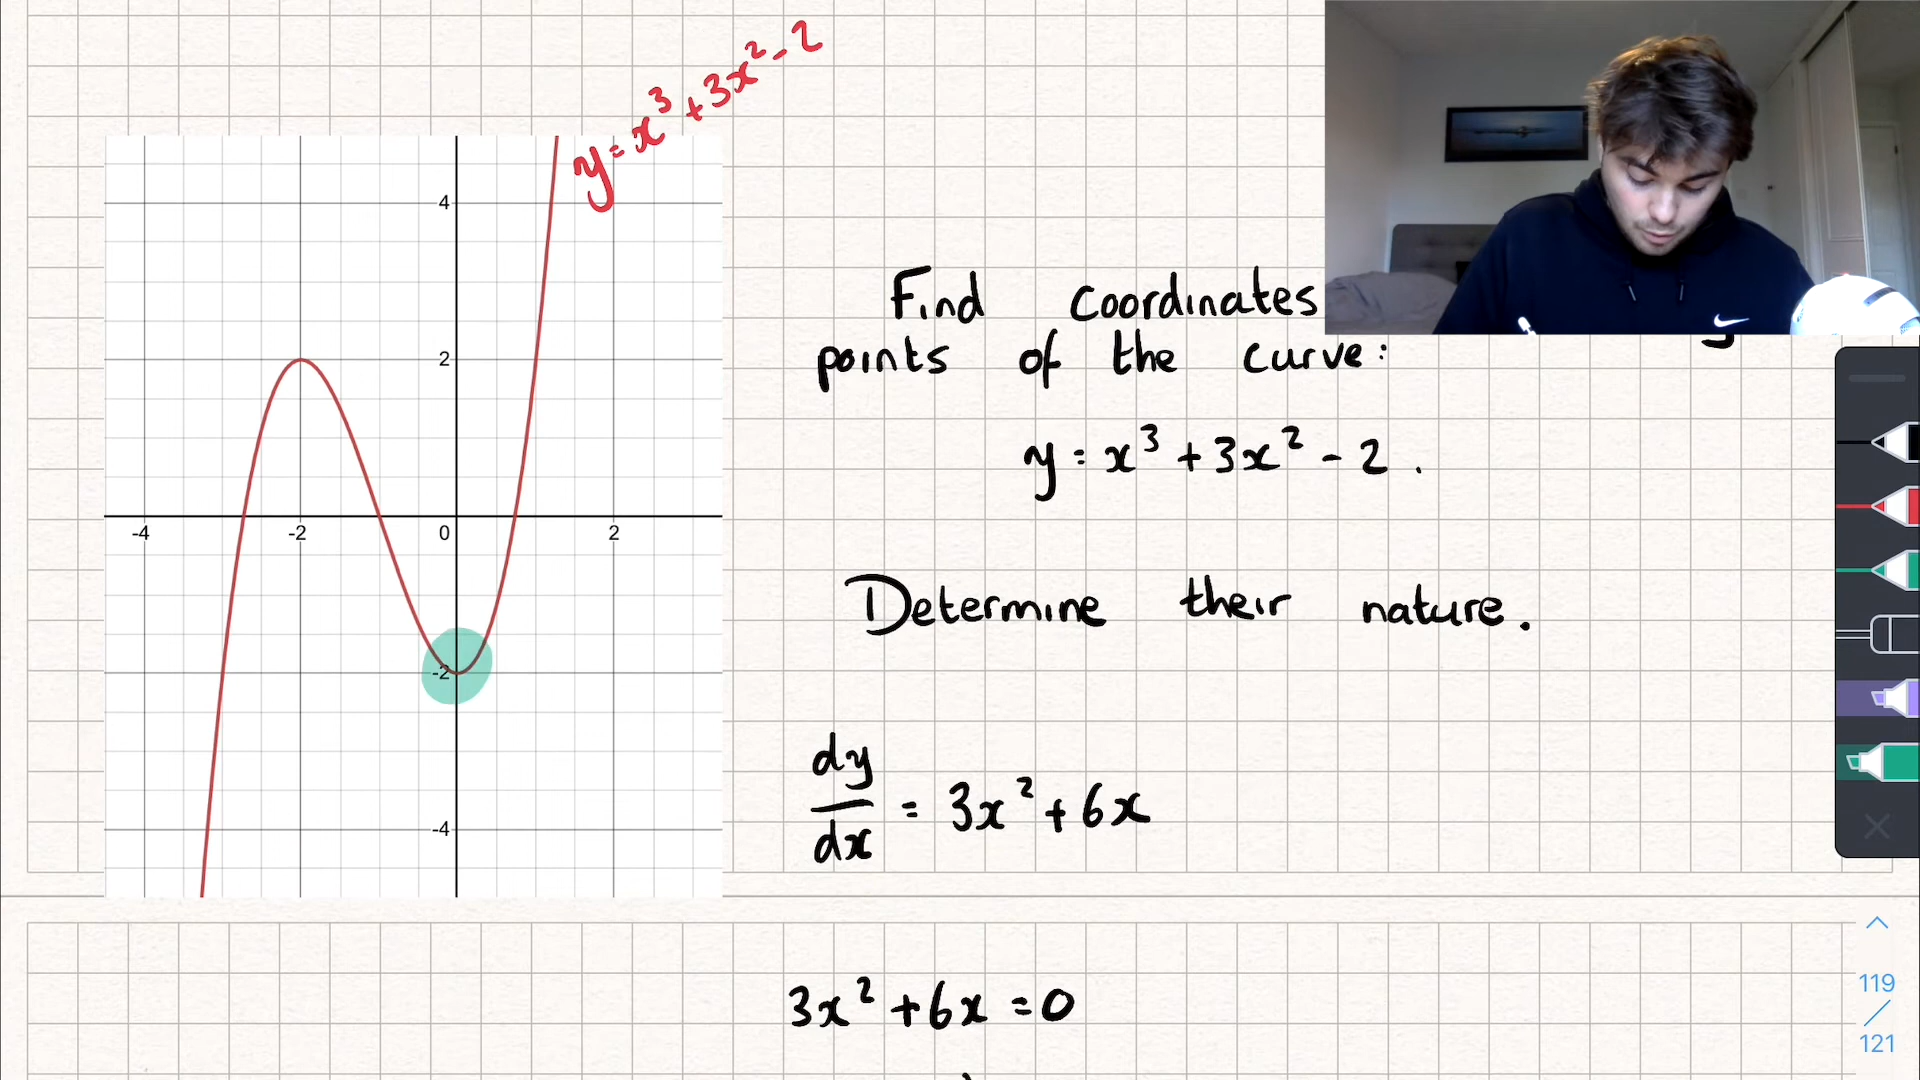 y = x³ + 3x² - 2
4
2
-4 -2 0 2
-2
-4
Find coordinates
points of the curve:
y = x³ + 3x² - 2 .
Determine their nature.
dy/dx = 3x² + 6x
3x² + 6x = 0
119
/
121